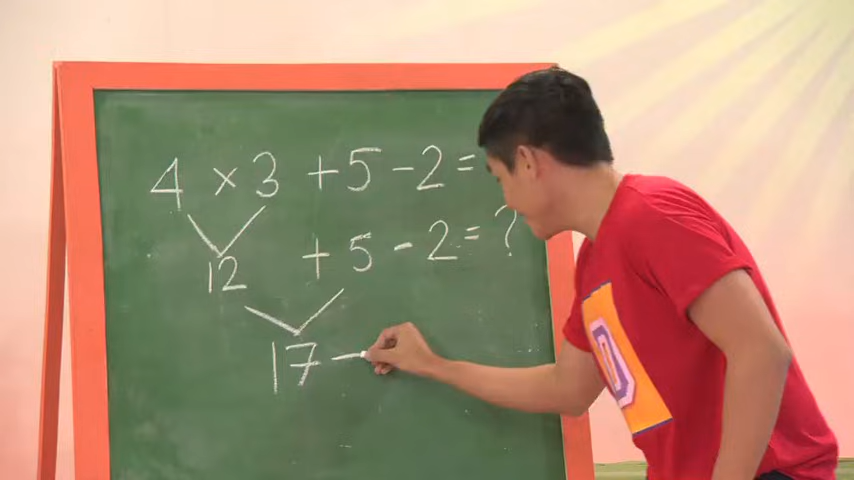 4 × 3 + 5 - 2 =
12 + 5 - 2 = ?
17 -
D